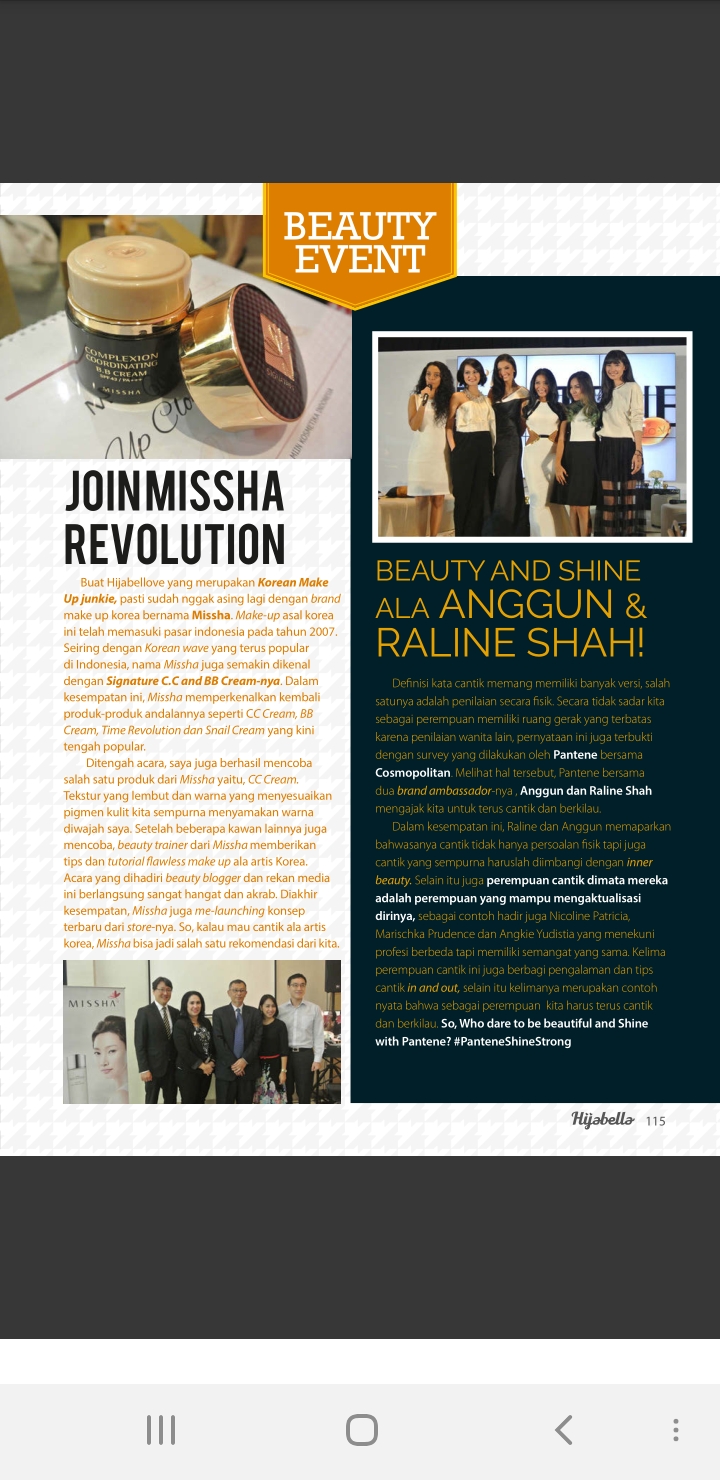 BEAUTY
EVENT
COMPLEXION
COORDINATING
B.B CREAM
MISSHA
JOIN MISSHA
REVOLUTION
Buat Hijabellove yang merupakan Korean Make
Up junkie, pasti sudah nggak asing lagi dengan brand
make up korea bernama Missha. Make-up asal korea
ini telah memasuki pasar indonesia pada tahun 2007.
Seiring dengan Korean wave yang terus popular
di Indonesia, nama Missha juga semakin dikenal
dengan Signature C.C and BB Cream-nya. Dalam
kesempatan ini, Missha memperkenalkan kembali
produk-produk andalannya seperti CC Cream, BB
Cream, Time Revolution dan Snail Cream yang kini
tengah popular.
Ditengah acara, saya juga berhasil mencoba
salah satu produk dari Missha yaitu, CC Cream.
Tekstur yang lembut dan warna yang menyesuaikan
pigmen kulit kita sempurna menyamakan warna
diwajah saya. Setelah beberapa kawan lainnya juga
mencoba, beauty trainer dari Missha memberikan
tips dan tutorial flawless make up ala artis Korea.
Acara yang dihadiri beauty blogger dan rekan media
ini berlangsung sangat hangat dan akrab. Diakhir
kesempatan, Missha juga me-launching konsep
terbaru dari store-nya. So, kalau mau cantik ala artis
korea, Missha bisa jadi salah satu rekomendasi dari kita.
MISSHA
BEAUTY AND SHINE
ALA ANGGUN &
RALINE SHAH!
Definisi kata cantik memang memiliki banyak versi, salah
satunya adalah penilaian secara fisik. Secara tidak sadar kita
sebagai perempuan memiliki ruang gerak yang terbatas
karena penilaian wanita lain, pernyataan ini juga terbukti
dengan survey yang dilakukan oleh Pantene bersama
Cosmopolitan. Melihat hal tersebut, Pantene bersama
dua brand ambassador-nya , Anggun dan Raline Shah
mengajak kita untuk terus cantik dan berkilau.
Dalam kesempatan ini, Raline dan Anggun memaparkan
bahwasanya cantik tidak hanya persoalan fisik tapi juga
cantik yang sempurna haruslah diimbangi dengan inner
beauty. Selain itu juga perempuan cantik dimata mereka
adalah perempuan yang mampu mengaktualisasi
dirinya, sebagai contoh hadir juga Nicoline Patricia,
Marischka Prudence dan Angkie Yudistia yang menekuni
profesi berbeda tapi memiliki semangat yang sama. Kelima
perempuan cantik ini juga berbagi pengalaman dan tips
cantik in and out, selain itu kelimanya merupakan contoh
nyata bahwa sebagai perempuan kita harus terus cantik
dan berkilau. So, Who dare to be beautiful and Shine
with Pantene? #PanteneShineStrong
Hijabella 115